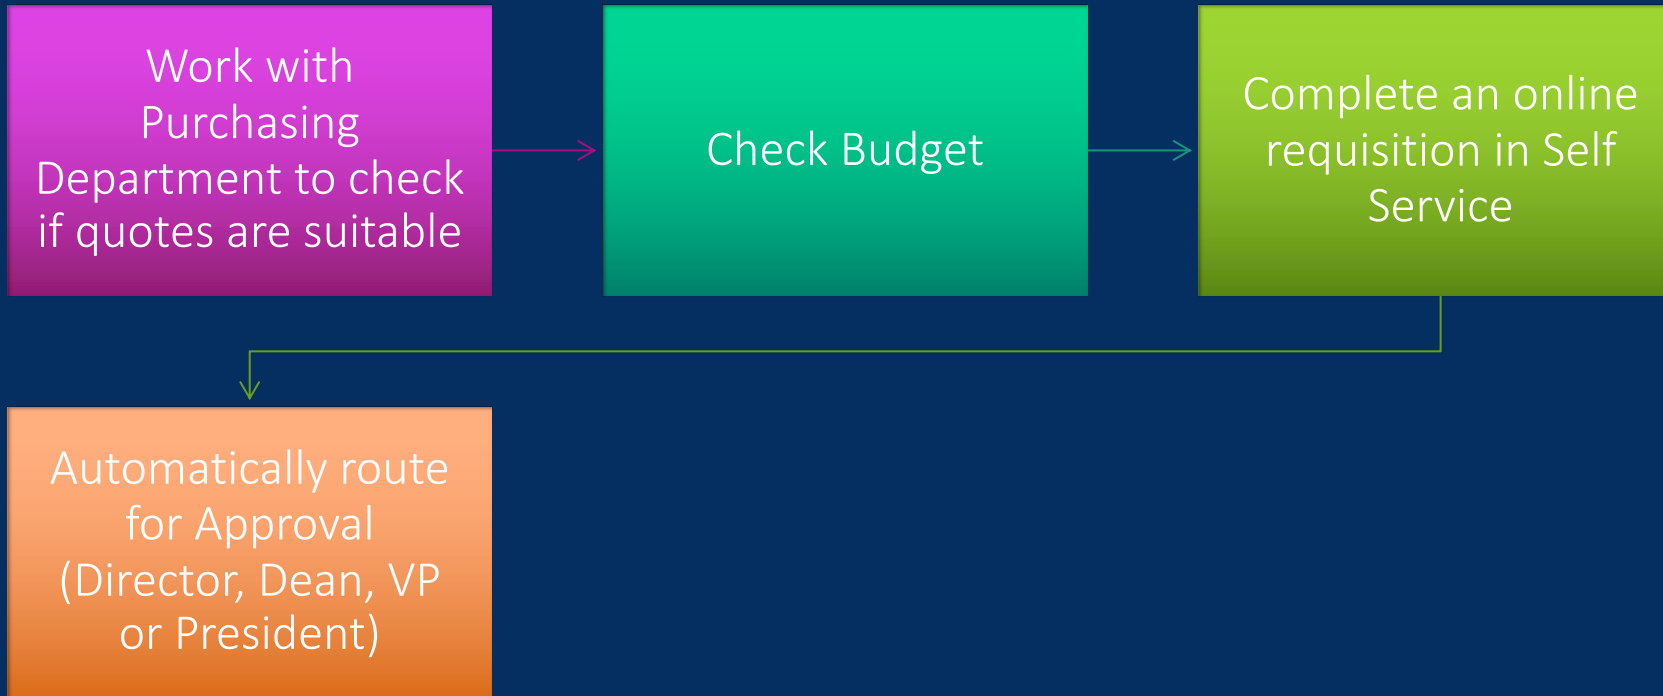 Work with
Purchasing
Department to check
if quotes are suitable
Check Budget
Complete an online
requisition in Self
Service
Automatically route
for Approval
(Director, Dean, VP
or President)